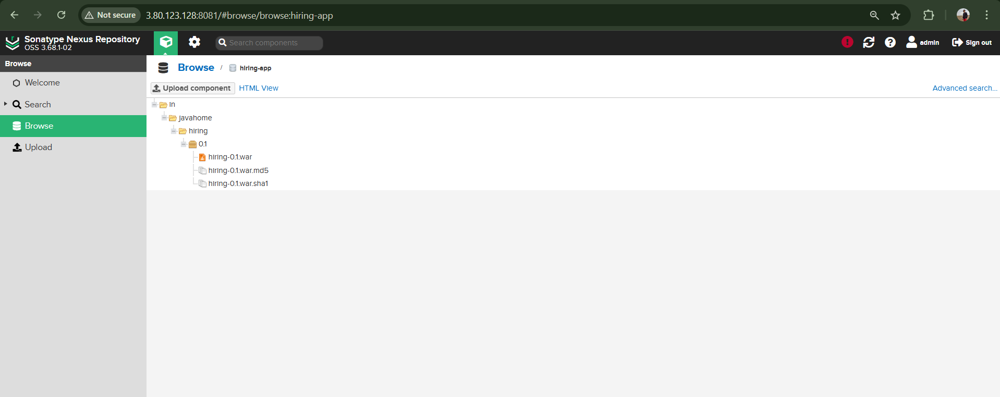 Not secure 3.80.123.128:8081/#browse/browse:hiring-app
Sonatype Nexus Repository
OSS 3.68.1-02
Search components
admin
Sign out
Browse
Browse / hiring-app
Welcome
Upload component HTML View Advanced search...
Search
in
javahome
Browse
hiring
0.1
Upload
hiring-0.1.war
hiring-0.1.war.md5
hiring-0.1.war.sha1